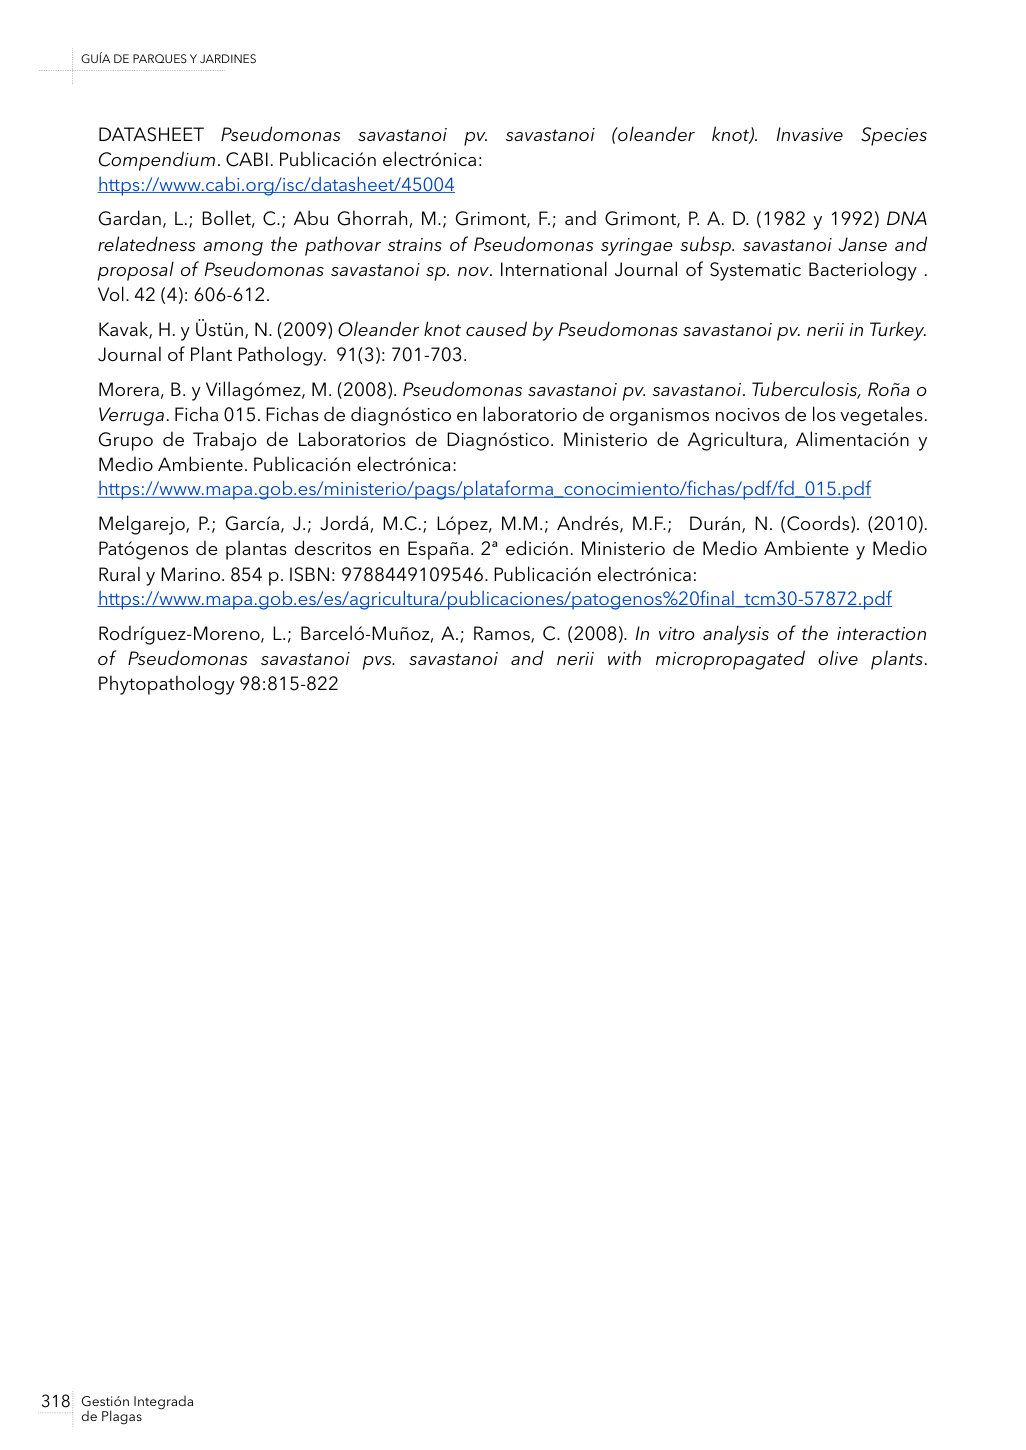 GUÍA DE PARQUES Y JARDINES
DATASHEET Pseudomonas savastanoi pv. savastanoi (oleander knot). Invasive Species
Compendium. CABI. Publicación electrónica:
https://www.cabi.org/isc/datasheet/45004
Gardan, L.; Bollet, C.; Abu Ghorrah, M.; Grimont, F.; and Grimont, P. A. D. (1982 y 1992) DNA
relatedness among the pathovar strains of Pseudomonas syringae subsp. savastanoi Janse and
proposal of Pseudomonas savastanoi sp. nov. International Journal of Systematic Bacteriology .
Vol. 42 (4): 606-612.
Kavak, H. y Üstün, N. (2009) Oleander knot caused by Pseudomonas savastanoi pv. nerii in Turkey.
Journal of Plant Pathology.  91(3): 701-703.
Morera, B. y Villagómez, M. (2008). Pseudomonas savastanoi pv. savastanoi. Tuberculosis, Roña o
Verruga. Ficha 015. Fichas de diagnóstico en laboratorio de organismos nocivos de los vegetales.
Grupo de Trabajo de Laboratorios de Diagnóstico. Ministerio de Agricultura, Alimentación y
Medio Ambiente. Publicación electrónica:
https://www.mapa.gob.es/ministerio/pags/plataforma_conocimiento/fichas/pdf/fd_015.pdf
Melgarejo, P.; García, J.; Jordá, M.C.; López, M.M.; Andrés, M.F.;  Durán, N. (Coords). (2010).
Patógenos de plantas descritos en España. 2ª edición. Ministerio de Medio Ambiente y Medio
Rural y Marino. 854 p. ISBN: 9788449109546. Publicación electrónica:
https://www.mapa.gob.es/es/agricultura/publicaciones/patogenos%20final_tcm30-57872.pdf
Rodríguez-Moreno, L.; Barceló-Muñoz, A.; Ramos, C. (2008). In vitro analysis of the interaction
of Pseudomonas savastanoi pvs. savastanoi and nerii with micropropagated olive plants.
Phytopathology 98:815-822
318 Gestión Integrada
de Plagas